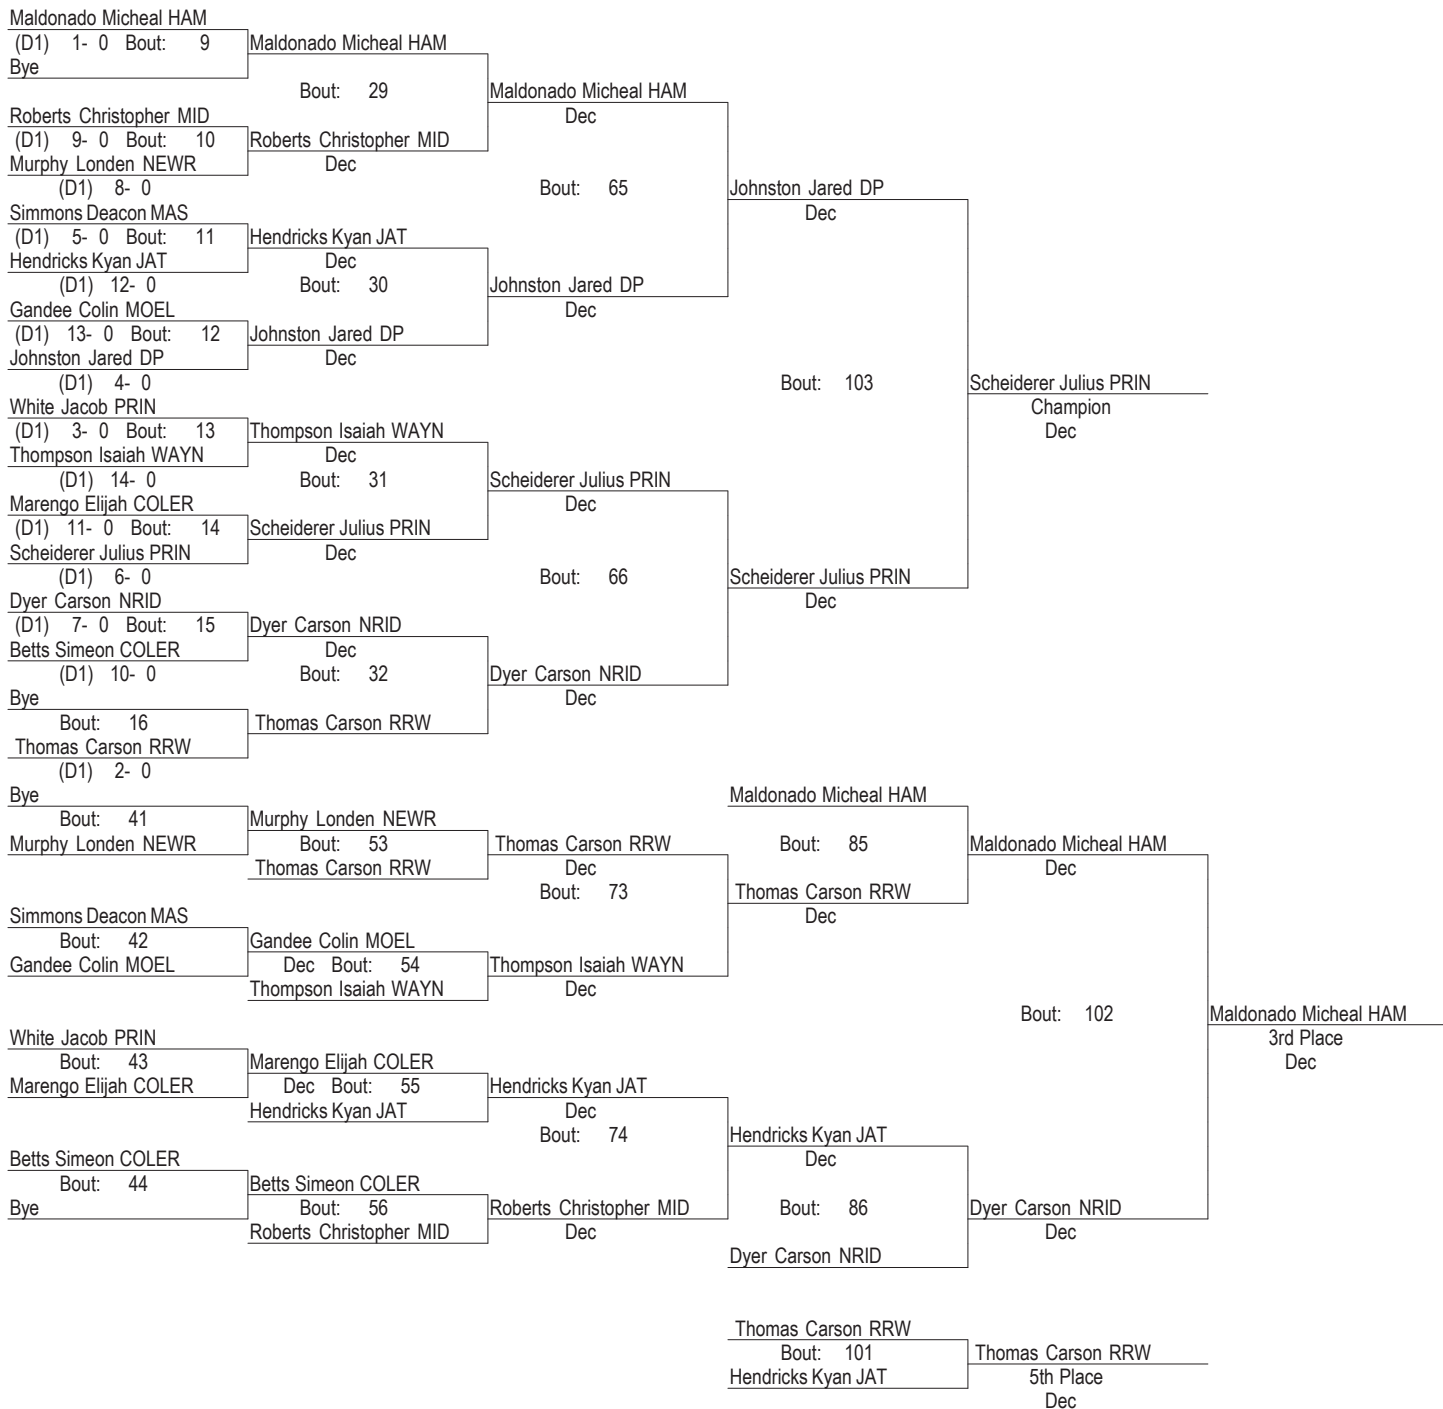 Maldonado Micheal HAM
(D1) 1- 0 Bout: 9 Maldonado Micheal HAM
Bye
Bout: 29 Maldonado Micheal HAM
Roberts Christopher MID Dec
(D1) 9- 0 Bout: 10 Roberts Christopher MID
Murphy Londen NEWR Dec
(D1) 8- 0 Bout: 65 Johnston Jared DP
Simmons Deacon MAS Dec
(D1) 5- 0 Bout: 11 Hendricks Kyan JAT
Hendricks Kyan JAT Dec
(D1) 12- 0 Bout: 30 Johnston Jared DP
Gandee Colin MOEL Dec
(D1) 13- 0 Bout: 12 Johnston Jared DP
Johnston Jared DP Dec
(D1) 4- 0 Bout: 103 Scheiderer Julius PRIN
White Jacob PRIN Champion
(D1) 3- 0 Bout: 13 Thompson Isaiah WAYN Dec
Thompson Isaiah WAYN Dec
(D1) 14- 0 Bout: 31 Scheiderer Julius PRIN
Marengo Elijah COLER Dec
(D1) 11- 0 Bout: 14 Scheiderer Julius PRIN
Scheiderer Julius PRIN Dec
(D1) 6- 0 Bout: 66 Scheiderer Julius PRIN
Dyer Carson NRID Dec
(D1) 7- 0 Bout: 15 Dyer Carson NRID
Betts Simeon COLER Dec
(D1) 10- 0 Bout: 32 Dyer Carson NRID
Bye Dec
Bout: 16 Thomas Carson RRW
Thomas Carson RRW
(D1) 2- 0
Bye Maldonado Micheal HAM
Bout: 41 Murphy Londen NEWR
Murphy Londen NEWR Bout: 53 Thomas Carson RRW Bout: 85 Maldonado Micheal HAM
Thomas Carson RRW Dec Dec
Bout: 73 Thomas Carson RRW
Simmons Deacon MAS Dec
Bout: 42 Gandee Colin MOEL
Gandee Colin MOEL Dec Bout: 54 Thompson Isaiah WAYN
Thompson Isaiah WAYN Dec
Bout: 102 Maldonado Micheal HAM
White Jacob PRIN 3rd Place
Bout: 43 Marengo Elijah COLER Dec
Marengo Elijah COLER Dec Bout: 55 Hendricks Kyan JAT
Hendricks Kyan JAT Dec
Bout: 74 Hendricks Kyan JAT
Betts Simeon COLER Dec
Bout: 44 Betts Simeon COLER
Bye Bout: 56 Roberts Christopher MID Bout: 86 Dyer Carson NRID
Roberts Christopher MID Dec Dec
Dyer Carson NRID
Thomas Carson RRW
Bout: 101 Thomas Carson RRW
Hendricks Kyan JAT 5th Place
Dec